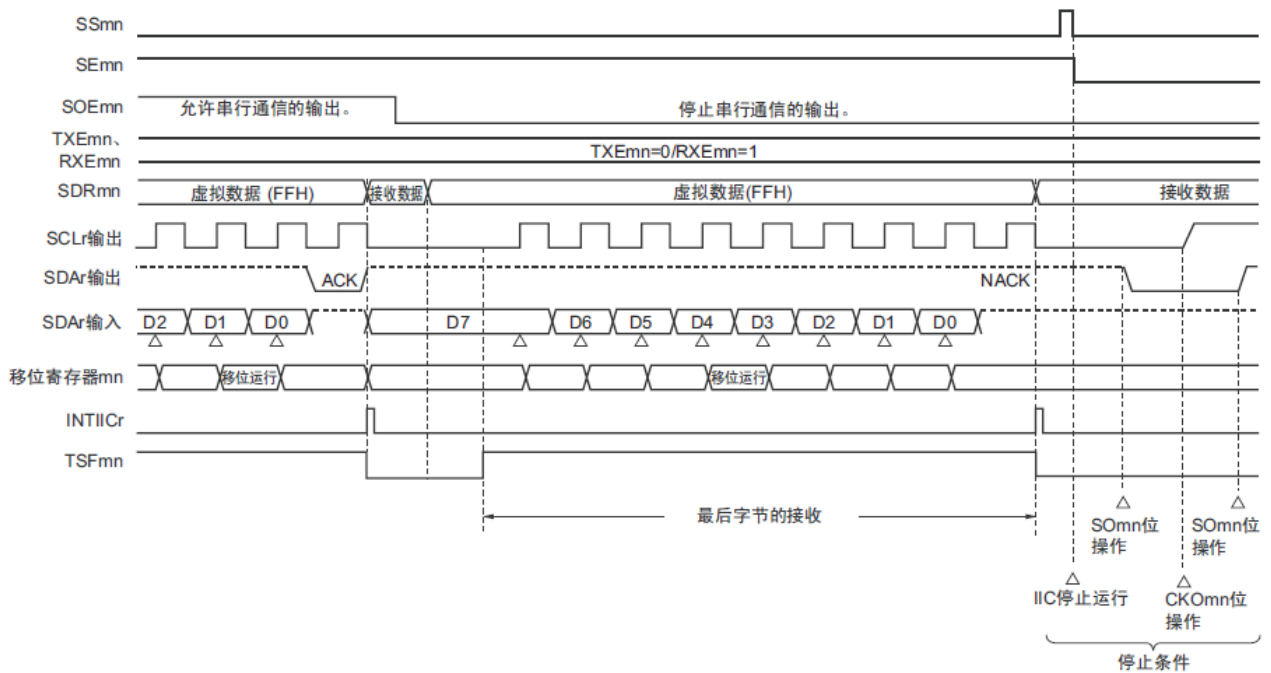 SSmn
SEmn
SOEmn 允许串行通信的输出。 停止串行通信的输出。
TXEmn、
RXEmn
TXEmn=0/RXEmn=1
SDRmn 虚拟数据 (FFH) 接收数据 虚拟数据(FFH) 接收数据
SCLr输出
SDAr输出 ACK NACK
SDAr输入 D2 D1 D0 D7 D6 D5 D4 D3 D2 D1 D0
移位寄存器mn 移位运行 移位运行
INTIICr
TSFmn
最后字节的接收
SOmn位
操作
SOmn位
操作
IIC停止运行
CKOmn位
操作
停止条件